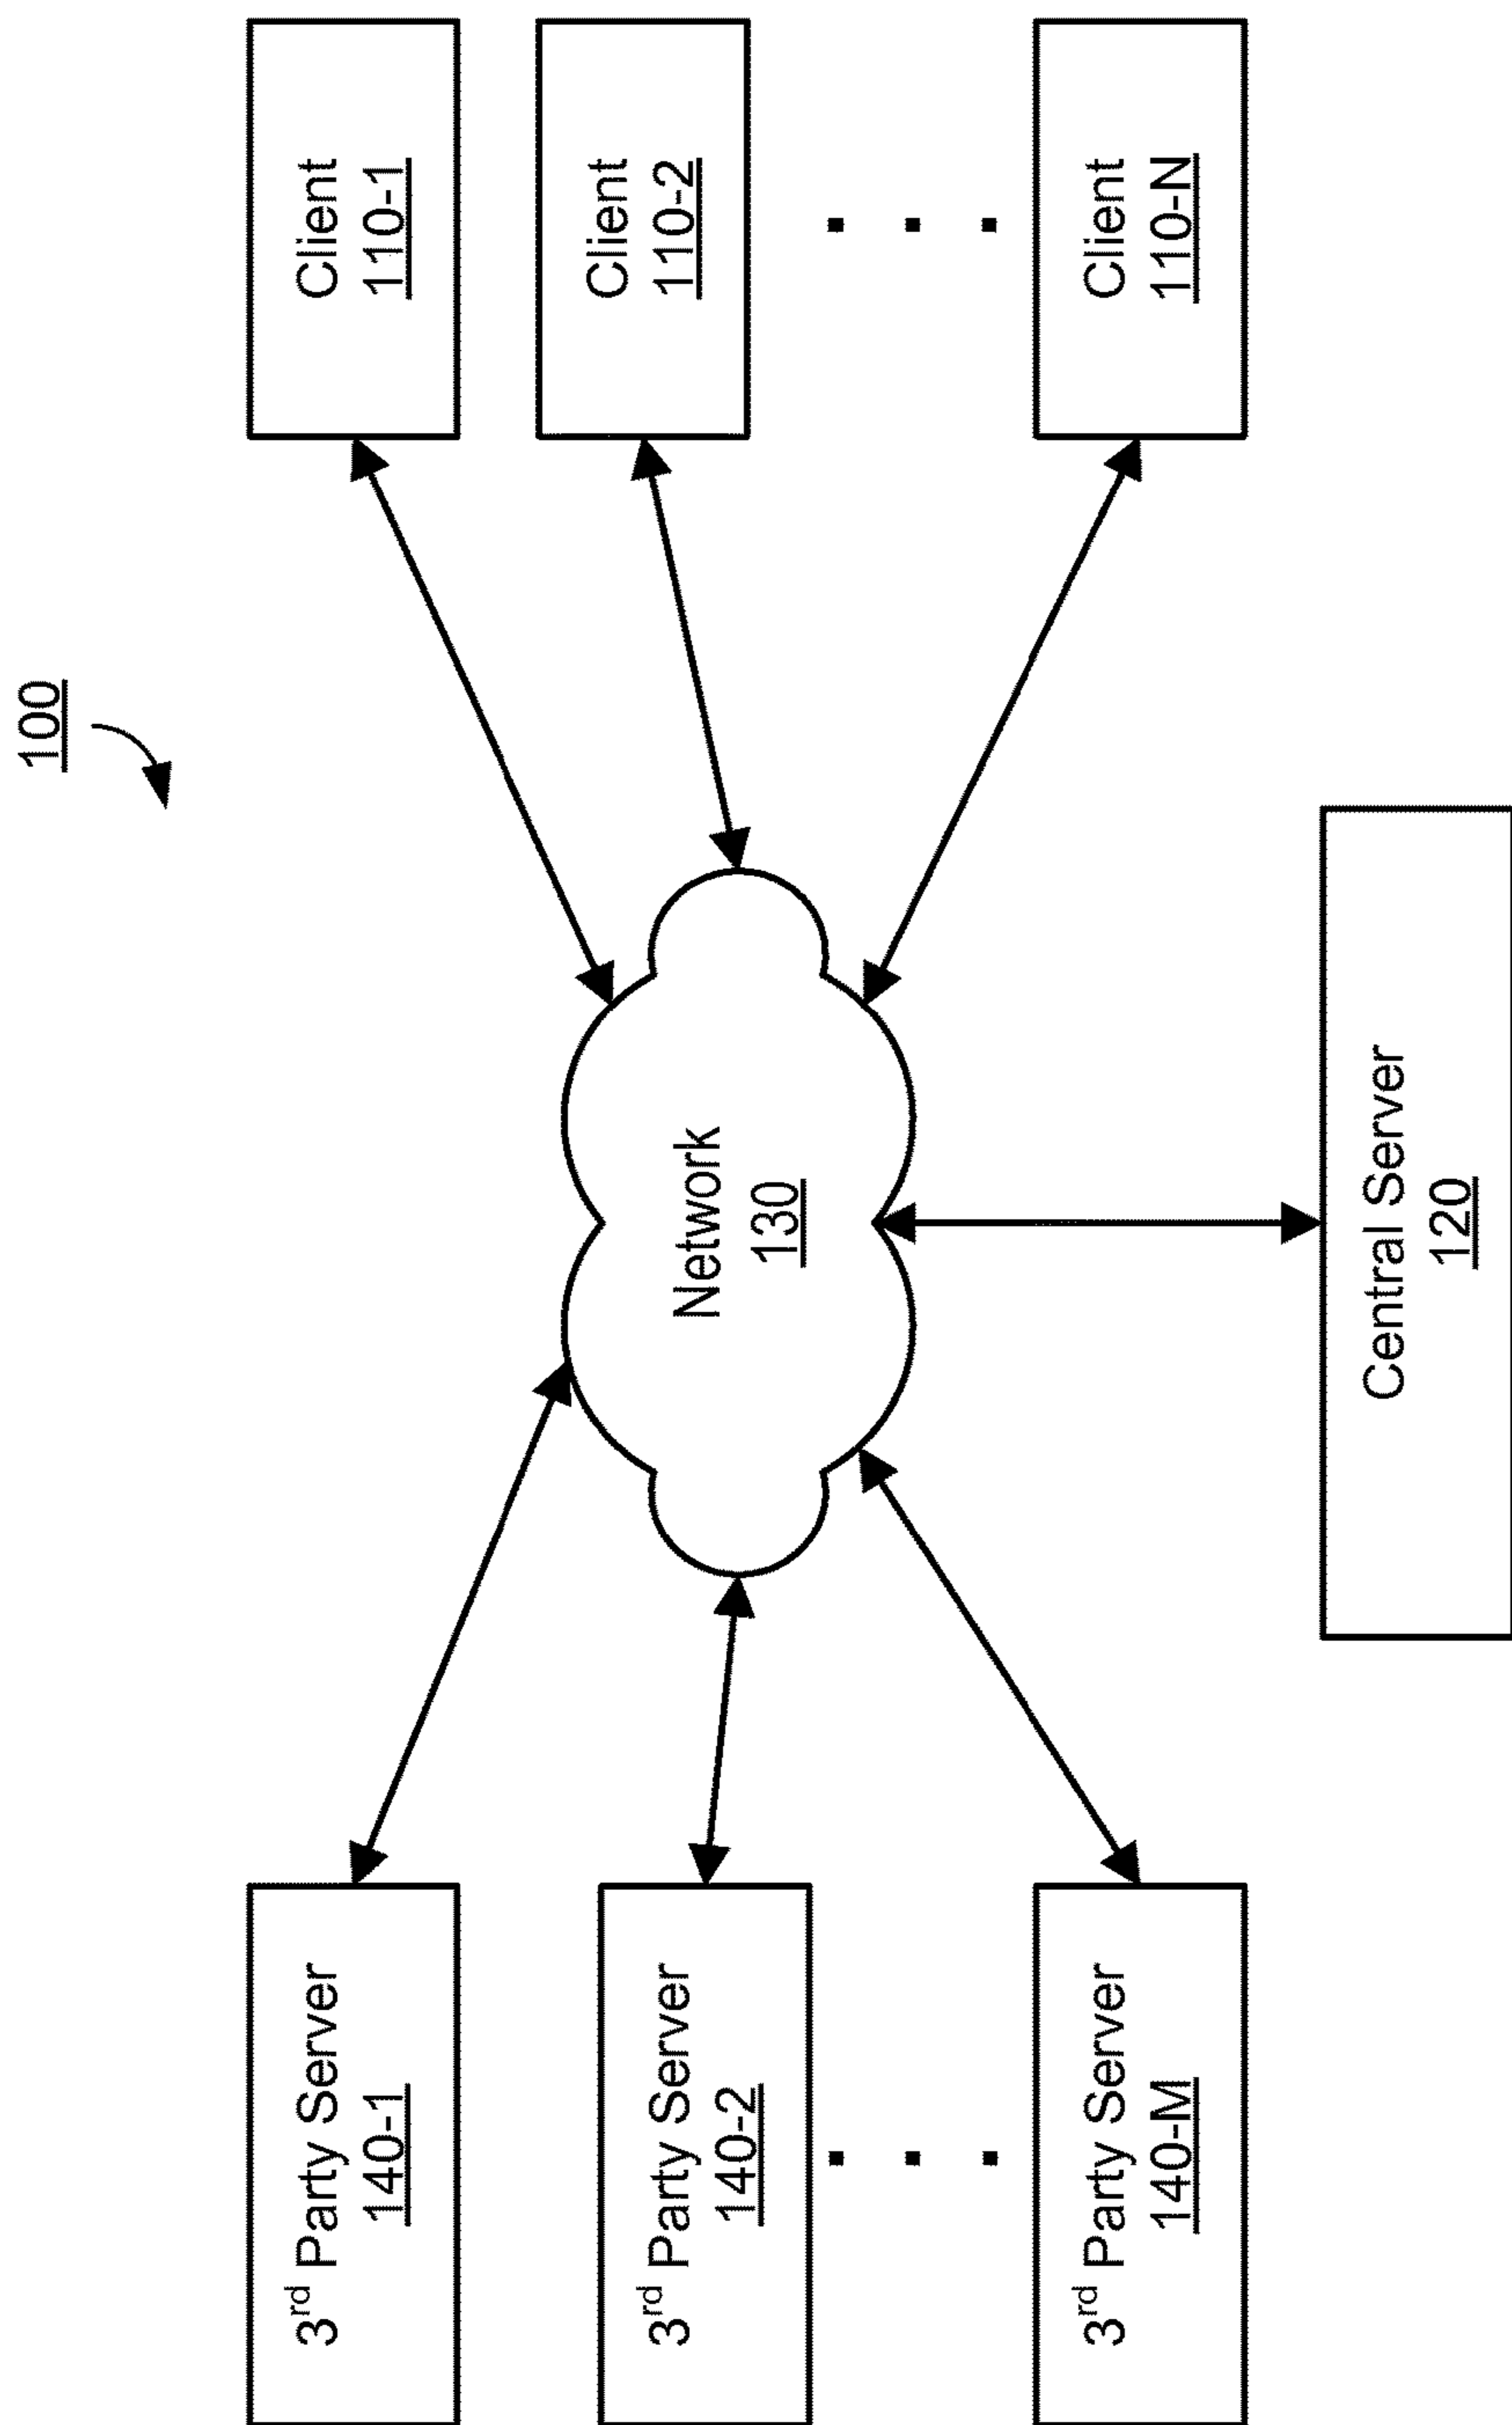 100
3rd Party Server
140-1
Client
110-1
3rd Party Server
140-2
Network
130
Client
110-2
3rd Party Server
140-M
Client
110-N
Central Server
120